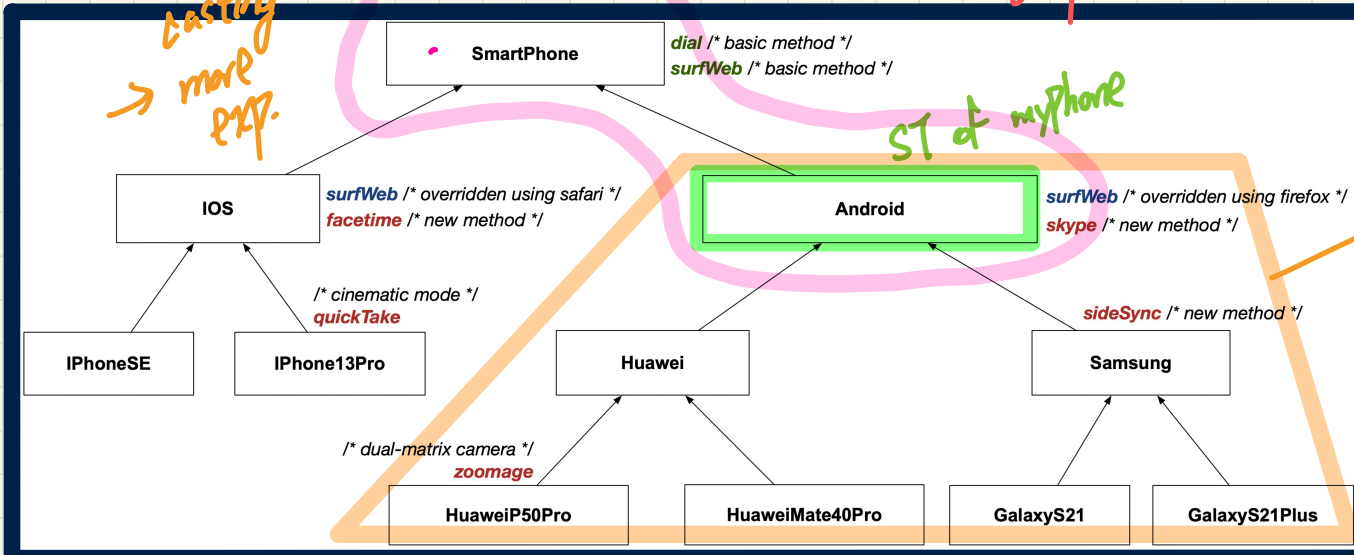 casting
→ more
exp.
SmartPhone
dial /* basic method */
surfWeb /* basic method */
ST of myPhone
IOS
surfWeb /* overridden using safari */
facetime /* new method */
Android
surfWeb /* overridden using firefox */
skype /* new method */
/* cinematic mode */
quickTake
sideSync /* new method */
IPhoneSE
IPhone13Pro
Huawei
Samsung
/* dual-matrix camera */
zoomage
HuaweiP50Pro
HuaweiMate40Pro
GalaxyS21
GalaxyS21Plus